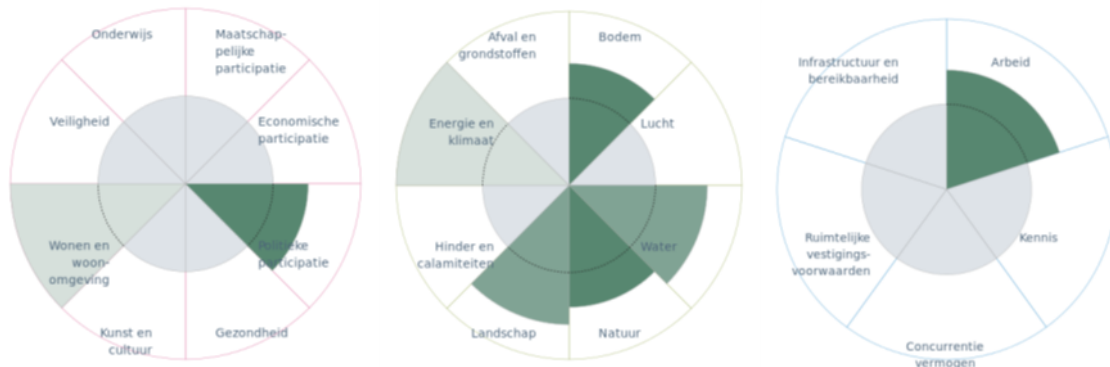 Onderwijs
Maatschap-
pelijke
participatie
Veiligheid
Economische
participatie
Wonen en
woon-
omgeving
Politieke
participatie
Kunst en
cultuur
Gezondheid
Afval en
grondstoffen
Bodem
Energie en
klimaat
Lucht
Hinder en
calamiteiten
Water
Landschap
Natuur
Infrastructuur en
bereikbaarheid
Arbeid
Ruimtelijke
vestigings-
voorwaarden
Kennis
Concurrentie
vermogen